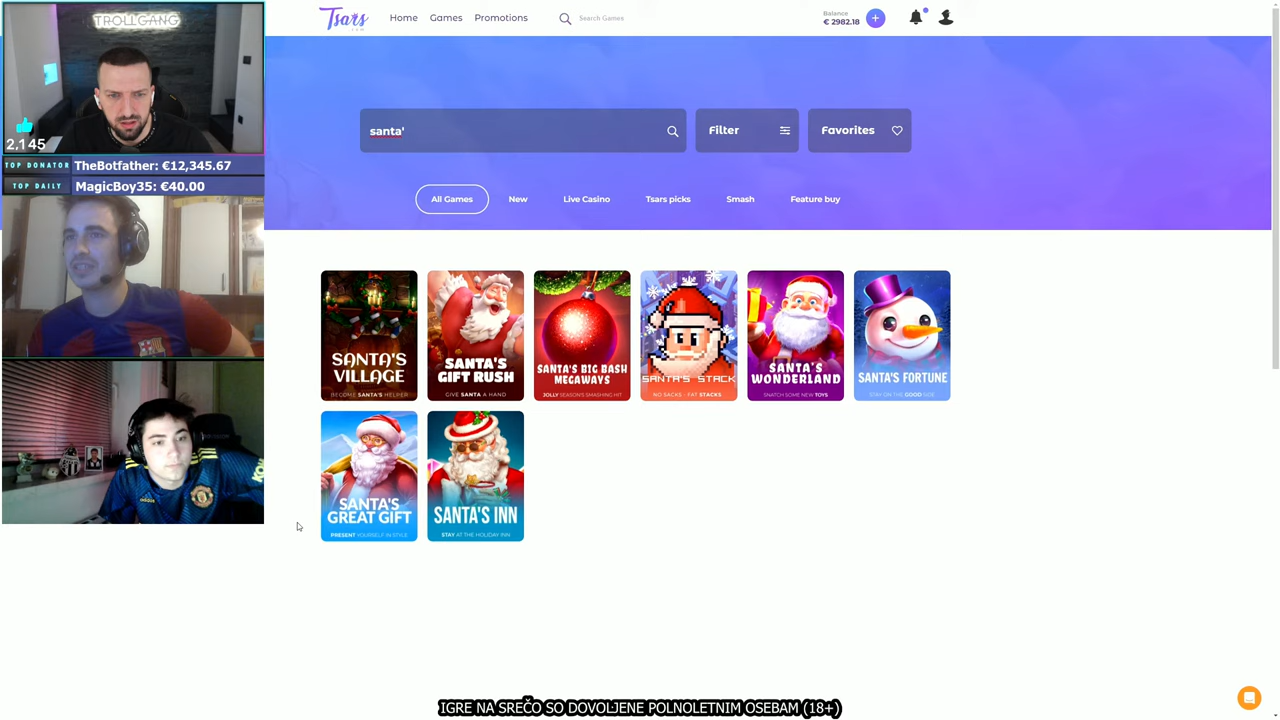 TROLLGANG
2,145
TOP DONATOR TheBotfather: €12,345.67
TOP DAILY MagicBoy35: €40.00
Tsars
.com
Home Games Promotions Search Games
Balance
€ 2982.18
santa'
Filter
Favorites
All Games New Live Casino Tsars picks Smash Feature buy
SANTA'S
VILLAGE
BECOME SANTA'S HELPER
SANTA'S
GIFT RUSH
GIVE SANTA A HAND
SANTA'S BIG BASH
MEGAWAYS
JOLLY SEASON'S SMASHING HIT
SANTA'S STACK
NO SACKS - FAT STACKS
SANTA'S
WONDERLAND
SNATCH SOME NEW TOYS
SANTA'S FORTUNE
STAY ON THE GOOD SIDE
SANTA'S
GREAT GIFT
PRESENT YOURSELF IN STYLE
SANTA'S INN
STAY AT THE HOLIDAY INN
adidas
IGRE NA SREČO SO DOVOLJENE POLNOLETNIM OSEBAM (18+)